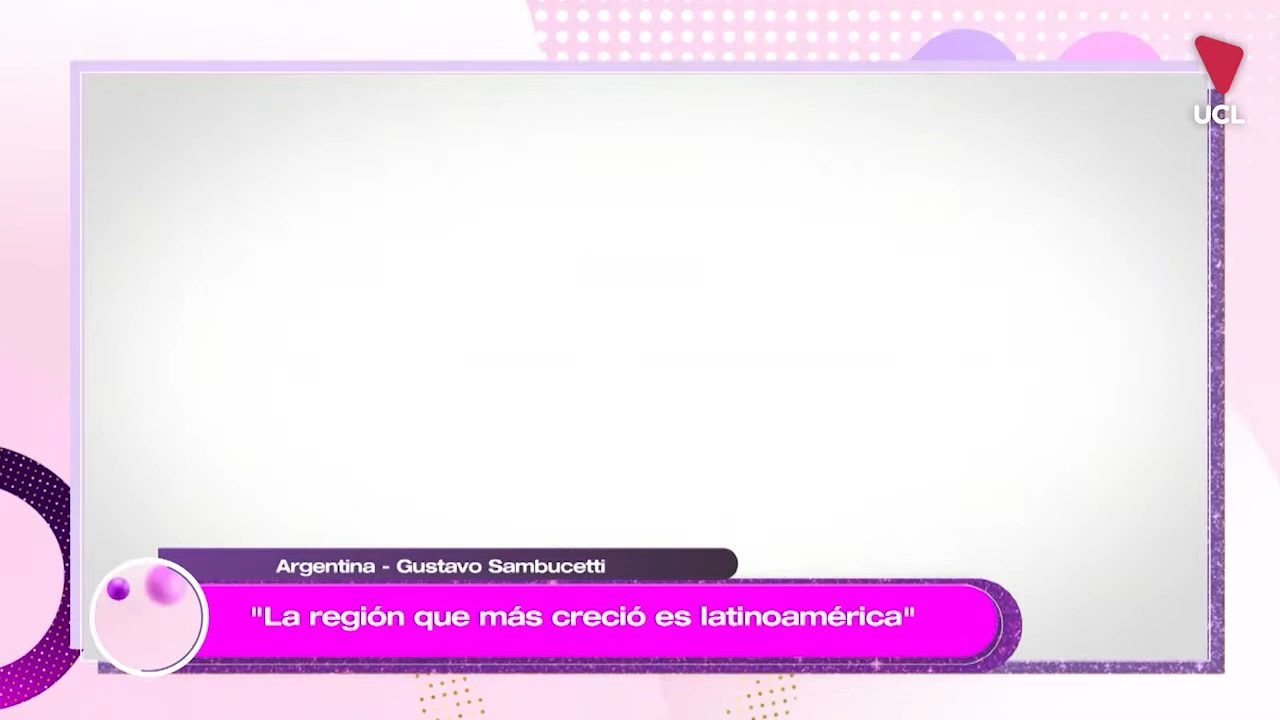 UCL
Argentina - Gustavo Sambucetti
"La región que más creció es latinoamérica"